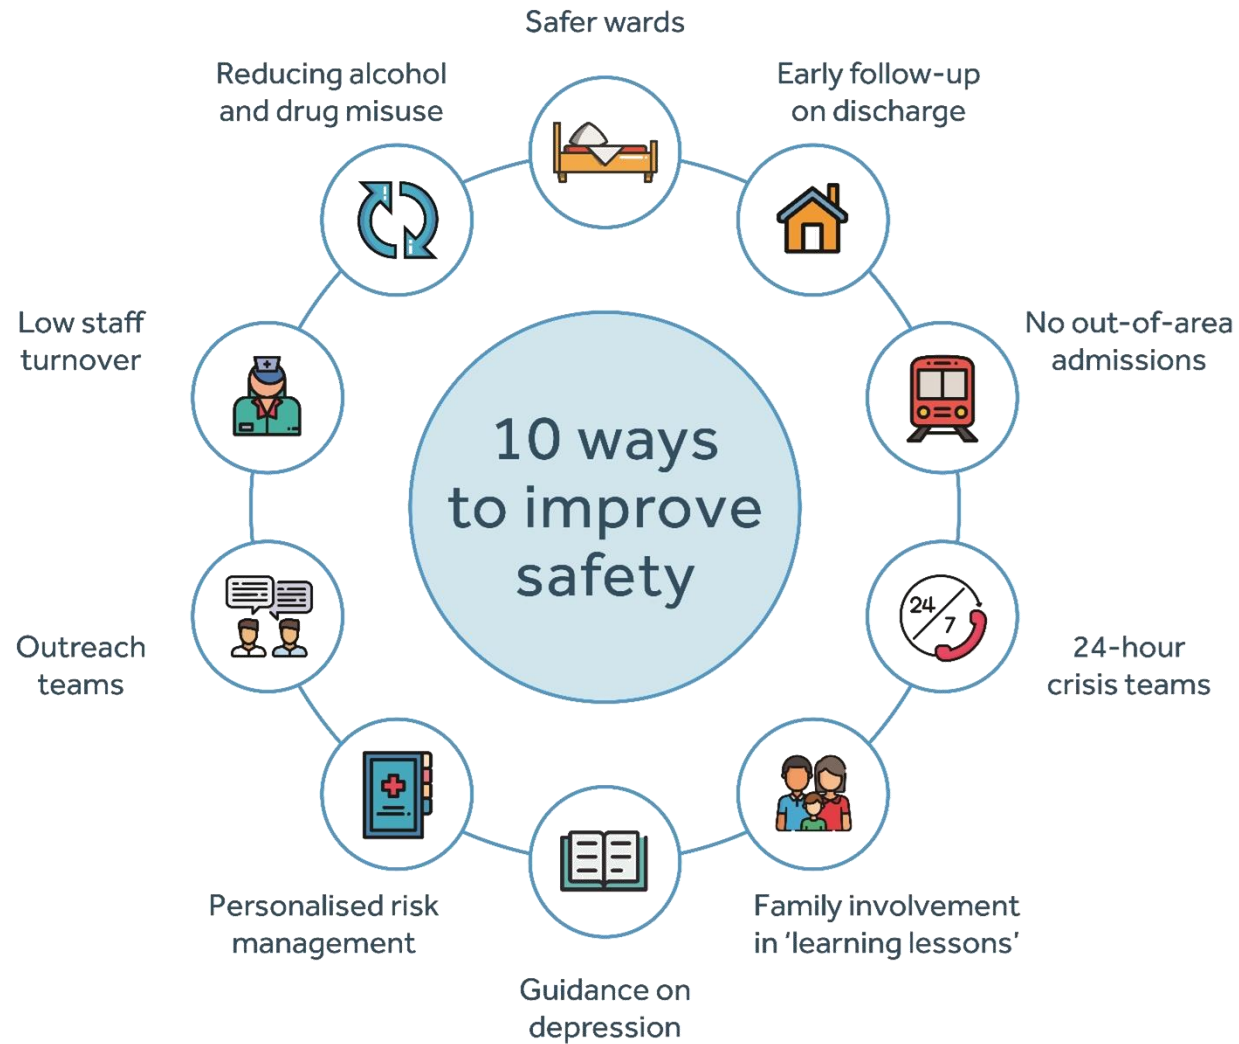 Safer wards
Reducing alcohol
and drug misuse
Early follow-up
on discharge
Low staff
turnover
No out-of-area
admissions
10 ways
to improve
safety
24
7
Outreach
teams
24-hour
crisis teams
Personalised risk
management
Family involvement
in ‘learning lessons’
Guidance on
depression